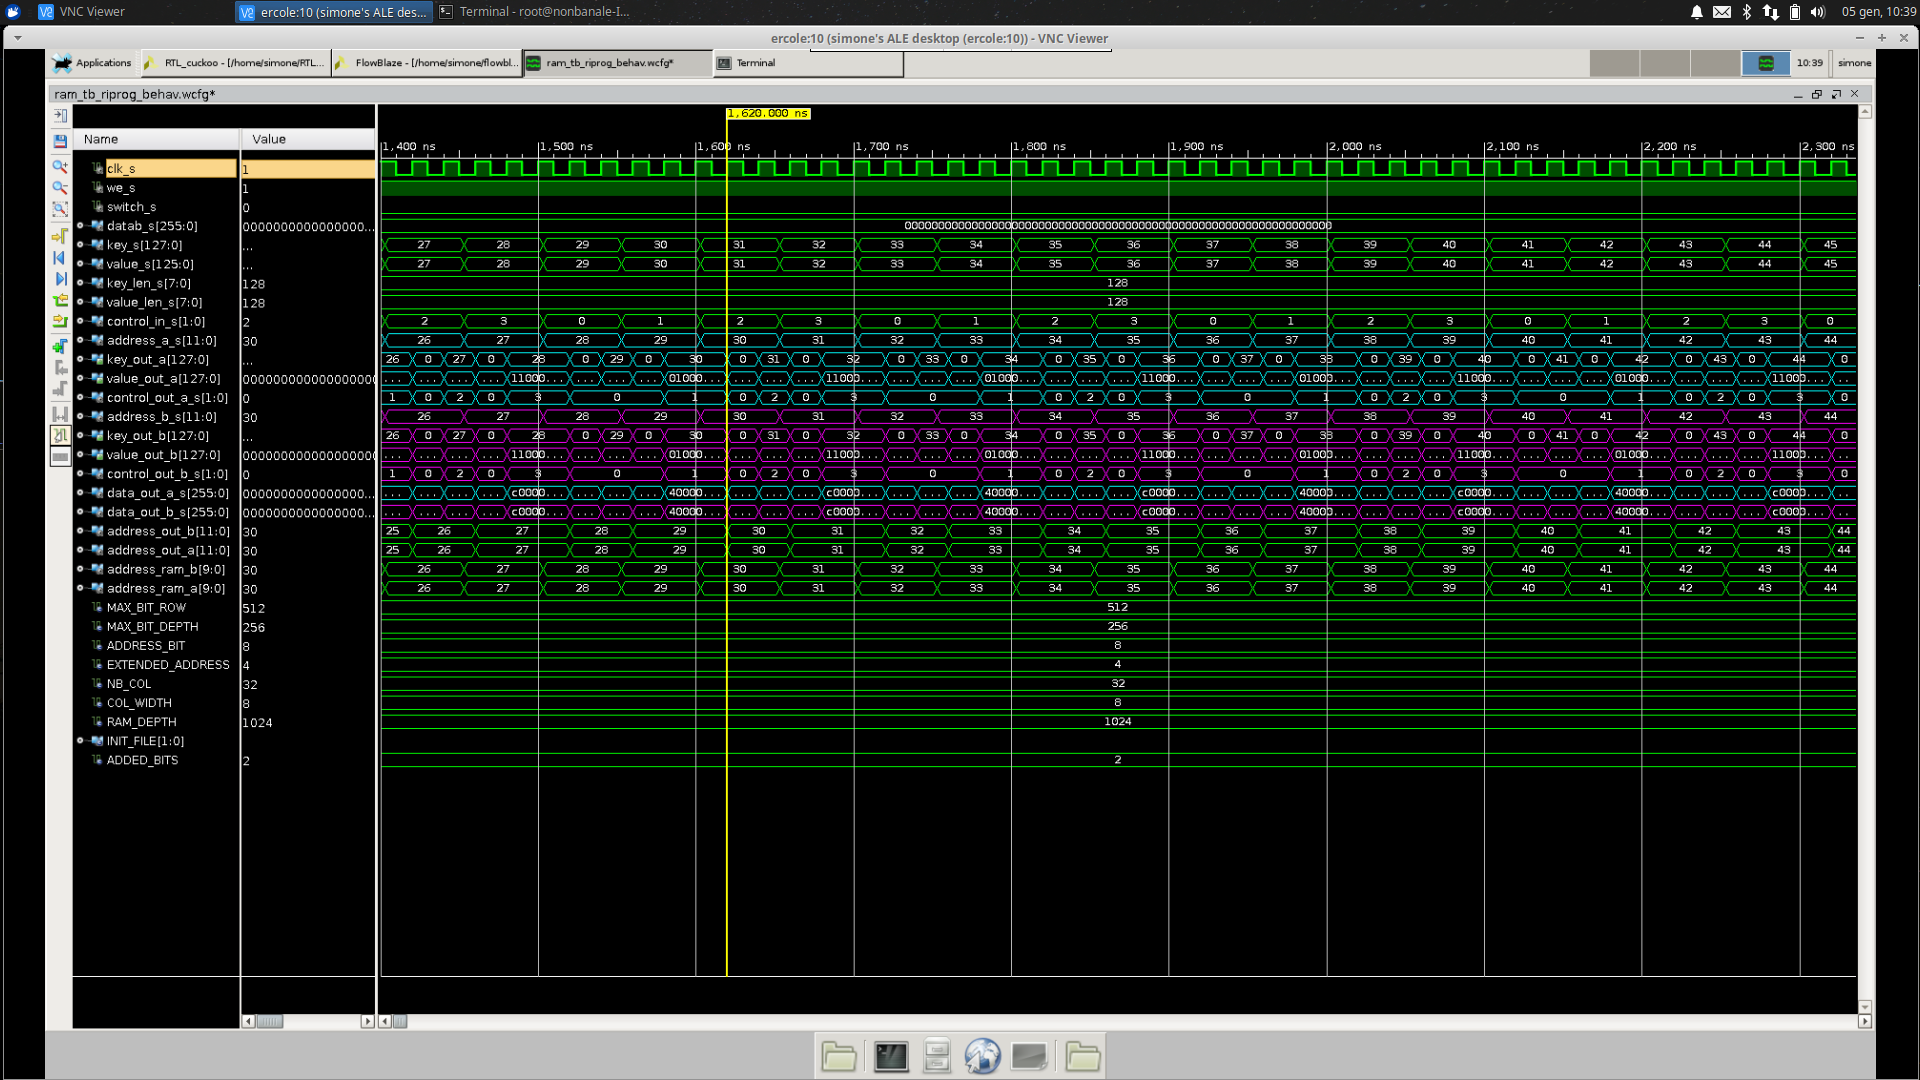 VNC Viewer
ercole:10 (simone's ALE des...
Terminal - root@nonbanale-I...
05 gen, 10:39
ercole:10 (simone's ALE desktop (ercole:10)) - VNC Viewer
Applications
RTL_cuckoo - [/home/simone/RTL...
FlowBlaze - [/home/simone/flowbl...
ram_tb_riprog_behav.wcfg*
Terminal
10:39
simone
ram_tb_riprog_behav.wcfg*
1,620.000 ns
Name Value
1,400 ns 1,500 ns 1,600 ns 1,700 ns 1,800 ns 1,900 ns 2,000 ns 2,100 ns 2,200 ns 2,300 ns
clk_s 1
we_s 1
switch_s 0
datab_s[255:0] 0000000000000000...
key_s[127:0] ... 27 28 29 30 31 32 33 34 35 36 37 38 39 40 41 42 43 44 45
value_s[125:0] ... 27 28 29 30 31 32 33 34 35 36 37 38 39 40 41 42 43 44 45
key_len_s[7:0] 128 128
value_len_s[7:0] 128 128
control_in_s[1:0] 2 2 3 0 1 2 3 0 1 2 3 0 1 2 3 0 1 2 3 0
address_a_s[11:0] 30 26 27 28 29 30 31 32 33 34 35 36 37 38 39 40 41 42 43 44
key_out_a[127:0] ... 26 0 27 0 28 0 29 0 30 0 31 0 32 0 33 0 34 0 35 0 36 0 37 0 38 0 39 0 40 0 41 0 42 0 43 0 44 0
value_out_a[127:0] 00000000000000000 ... ... ... ... 11000... ... ... ... 01000... ... ... ... 11000... ... ... ... 01000... ... ... ... 11000... ... ... ... 01000... ... ... ... 11000... ... ... ... 01000... ... ... ... 11000... ...
control_out_a_s[1:0] 0 1 0 2 0 3 0 1 0 2 0 3 0 1 0 2 0 3 0 1 0 2 0 3 0 1 0 2 0 3 0
address_b_s[11:0] 30 26 27 28 29 30 31 32 33 34 35 36 37 38 39 40 41 42 43 44
key_out_b[127:0] ... 26 0 27 0 28 0 29 0 30 0 31 0 32 0 33 0 34 0 35 0 36 0 37 0 38 0 39 0 40 0 41 0 42 0 43 0 44 0
value_out_b[127:0] 00000000000000000 ... ... ... ... 11000... ... ... ... 01000... ... ... ... 11000... ... ... ... 01000... ... ... ... 11000... ... ... ... 01000... ... ... ... 11000... ... ... ... 01000... ... ... ... 11000... ...
control_out_b_s[1:0] 0 1 0 2 0 3 0 1 0 2 0 3 0 1 0 2 0 3 0 1 0 2 0 3 0 1 0 2 0 3 0
data_out_a_s[255:0] 0000000000000000... ... ... ... ... c0000... ... ... ... 40000... ... ... ... c0000... ... ... ... 40000... ... ... ... c0000... ... ... ... 40000... ... ... ... c0000... ... ... ... 40000... ... ... ... c0000... ...
data_out_b_s[255:0] 0000000000000000... ... ... ... ... c0000... ... ... ... 40000... ... ... ... c0000... ... ... ... 40000... ... ... ... c0000... ... ... ... 40000... ... ... ... c0000... ... ... ... 40000... ... ... ... c0000... ...
address_out_b[11:0] 30 25 26 27 28 29 30 31 32 33 34 35 36 37 38 39 40 41 42 43 44
address_out_a[11:0] 30 25 26 27 28 29 30 31 32 33 34 35 36 37 38 39 40 41 42 43 44
address_ram_b[9:0] 30 26 27 28 29 30 31 32 33 34 35 36 37 38 39 40 41 42 43 44
address_ram_a[9:0] 30 26 27 28 29 30 31 32 33 34 35 36 37 38 39 40 41 42 43 44
MAX_BIT_ROW 512 512
MAX_BIT_DEPTH 256 256
ADDRESS_BIT 8 8
EXTENDED_ADDRESS 4 4
NB_COL 32 32
COL_WIDTH 8 8
RAM_DEPTH 1024 1024
INIT_FILE[1:0]
ADDED_BITS 2 2